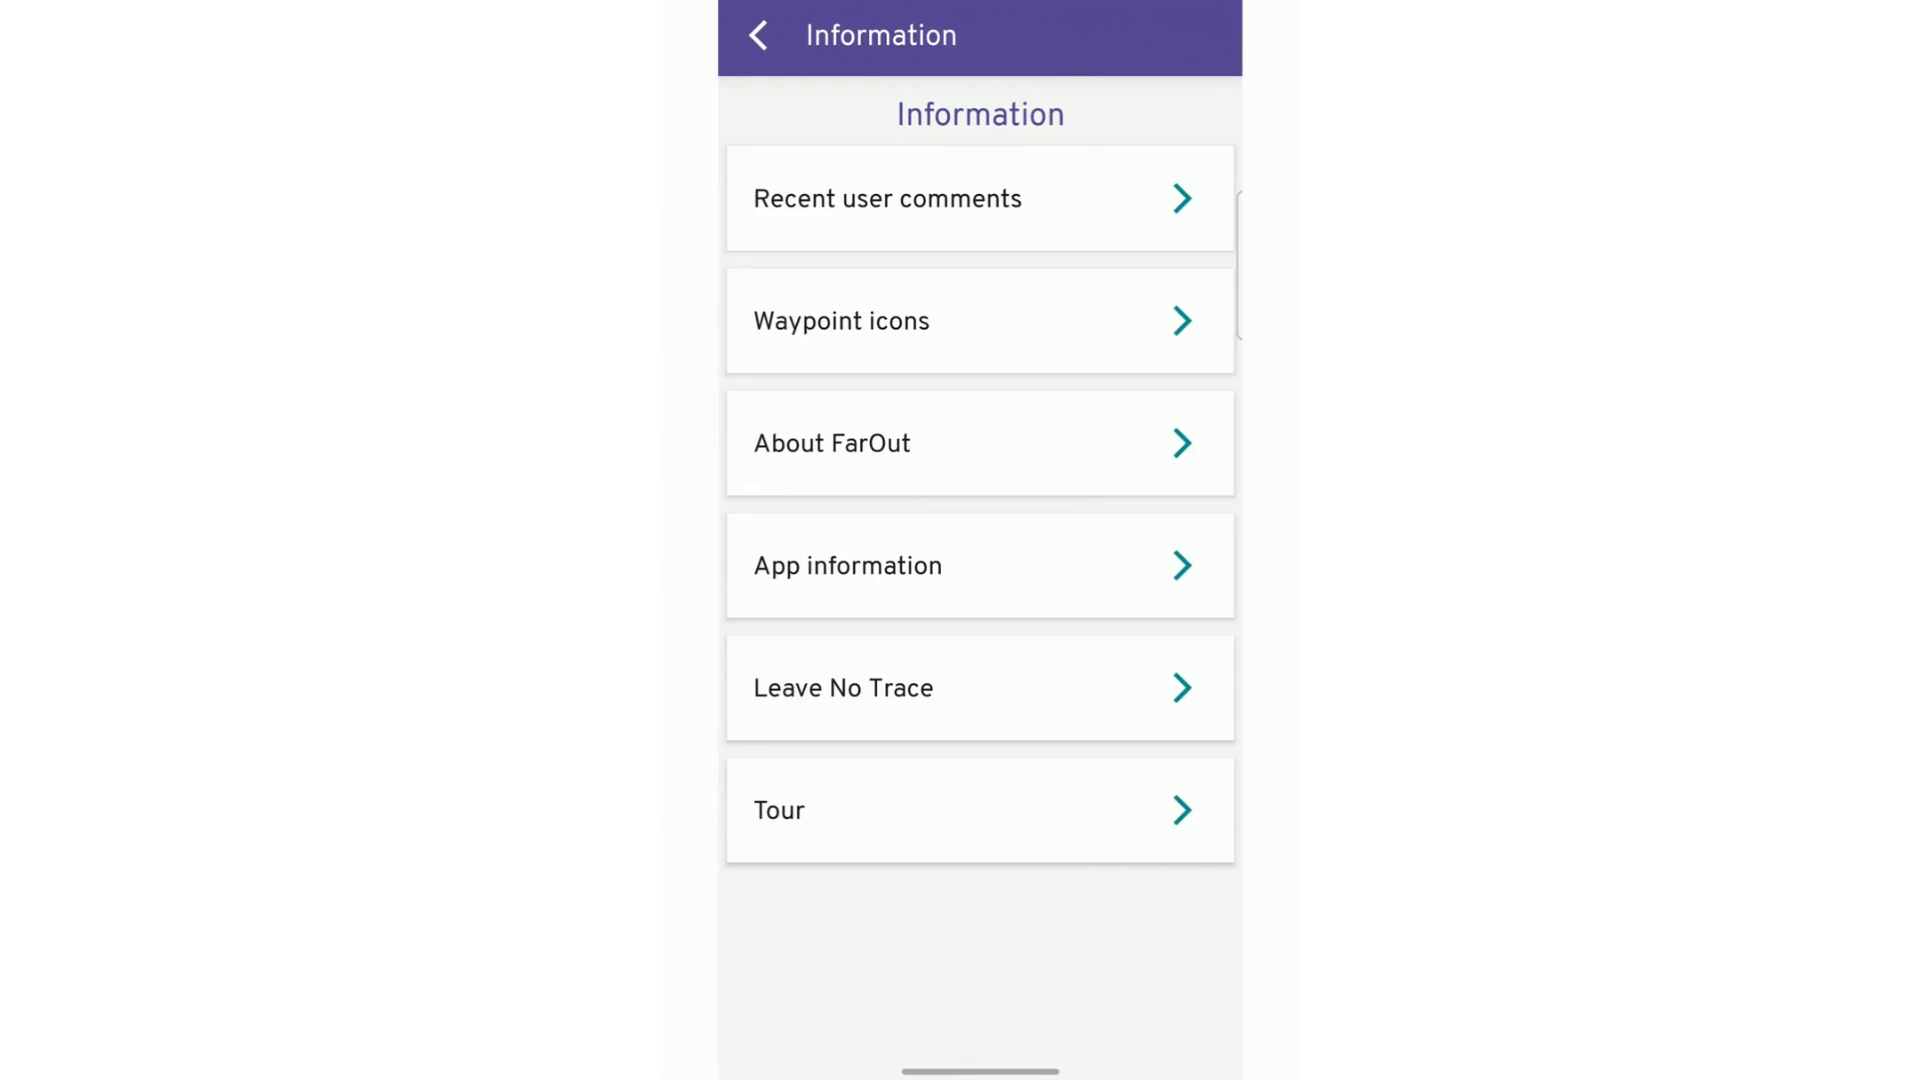 Information
Information
Recent user comments
Waypoint icons
About FarOut
App information
Leave No Trace
Tour